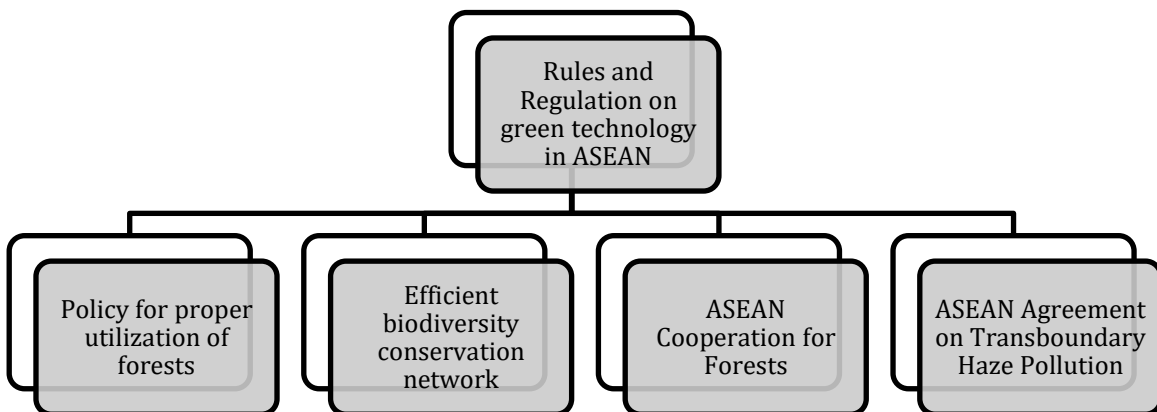 Rules and
Regulation on
green technology
in ASEAN
Policy for proper
utilization of
forests
Efficient
biodiversity
conservation
network
ASEAN
Cooperation for
Forests
ASEAN Agreement
on Transboundary
Haze Pollution